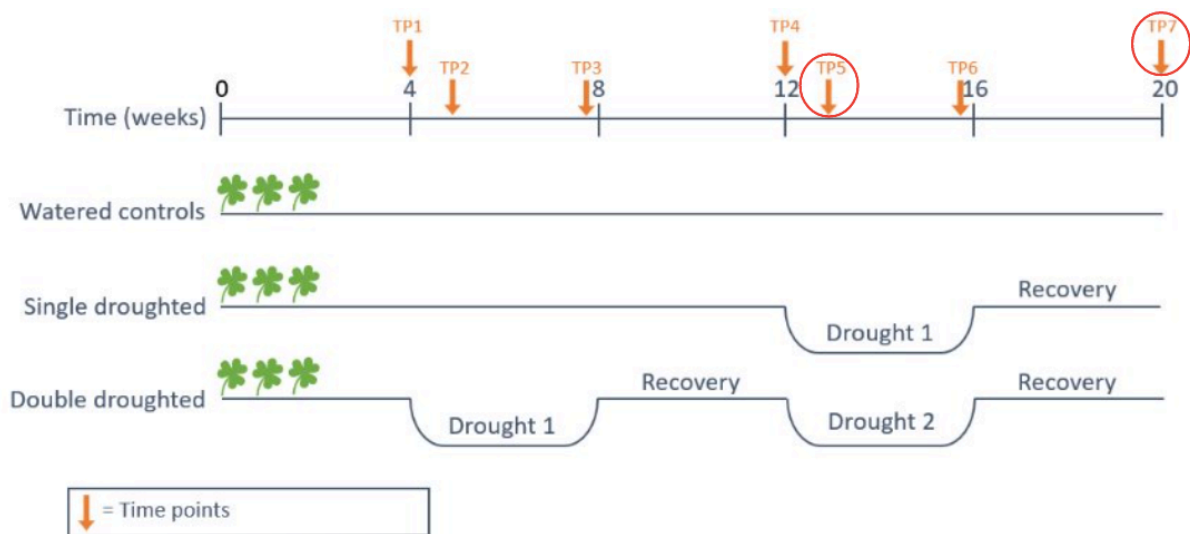 TP1 TP4 TP7
TP2 TP3 TP5 TP6
0 4 8 12 16 20
Time (weeks)
Watered controls
Single droughted
Recovery
Drought 1
Double droughted
Recovery Recovery
Drought 1 Drought 2
= Time points